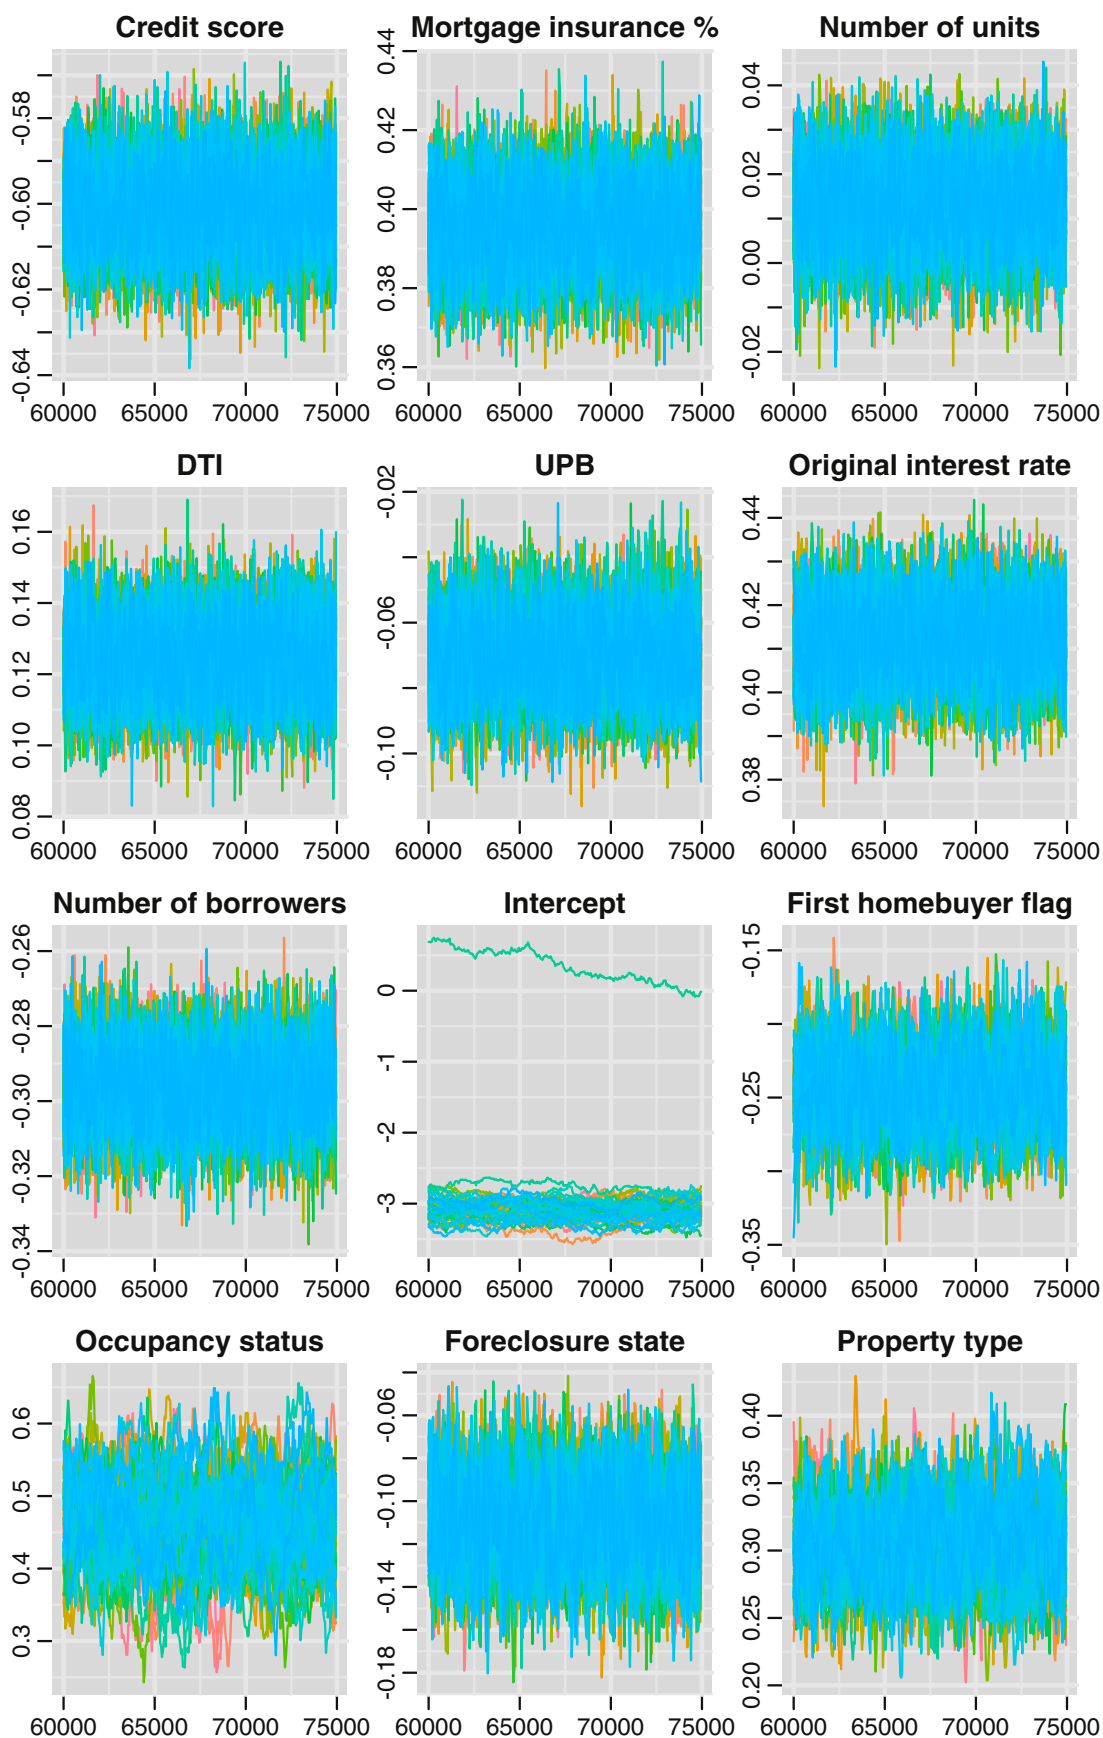 Credit score Mortgage insurance % Number of units
-0.58 -0.60 -0.62 -0.64
0.44 0.42 0.40 0.38 0.36
0.04 0.02 0.00 -0.02
60000 65000 70000 75000 60000 65000 70000 75000 60000 65000 70000 75000
DTI UPB Original interest rate
0.16 0.14 0.12 0.10 0.08
-0.02 -0.06 -0.10
0.44 0.42 0.40 0.38
60000 65000 70000 75000 60000 65000 70000 75000 60000 65000 70000 75000
Number of borrowers Intercept First homebuyer flag
-0.26 -0.28 -0.30 -0.32 -0.34
0 -1 -2 -3
-0.15 -0.25 -0.35
60000 65000 70000 75000 60000 65000 70000 75000 60000 65000 70000 75000
Occupancy status Foreclosure state Property type
0.6 0.5 0.4 0.3
-0.06 -0.10 -0.14 -0.18
0.40 0.35 0.30 0.25 0.20
60000 65000 70000 75000 60000 65000 70000 75000 60000 65000 70000 75000